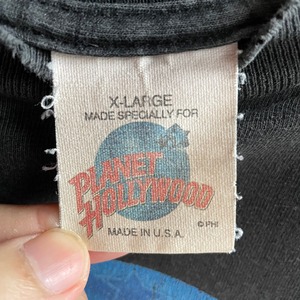 X-LARGE
MADE SPECIALLY FOR
PLANET
HOLLYWOOD
© PHI
MADE IN U.S.A.